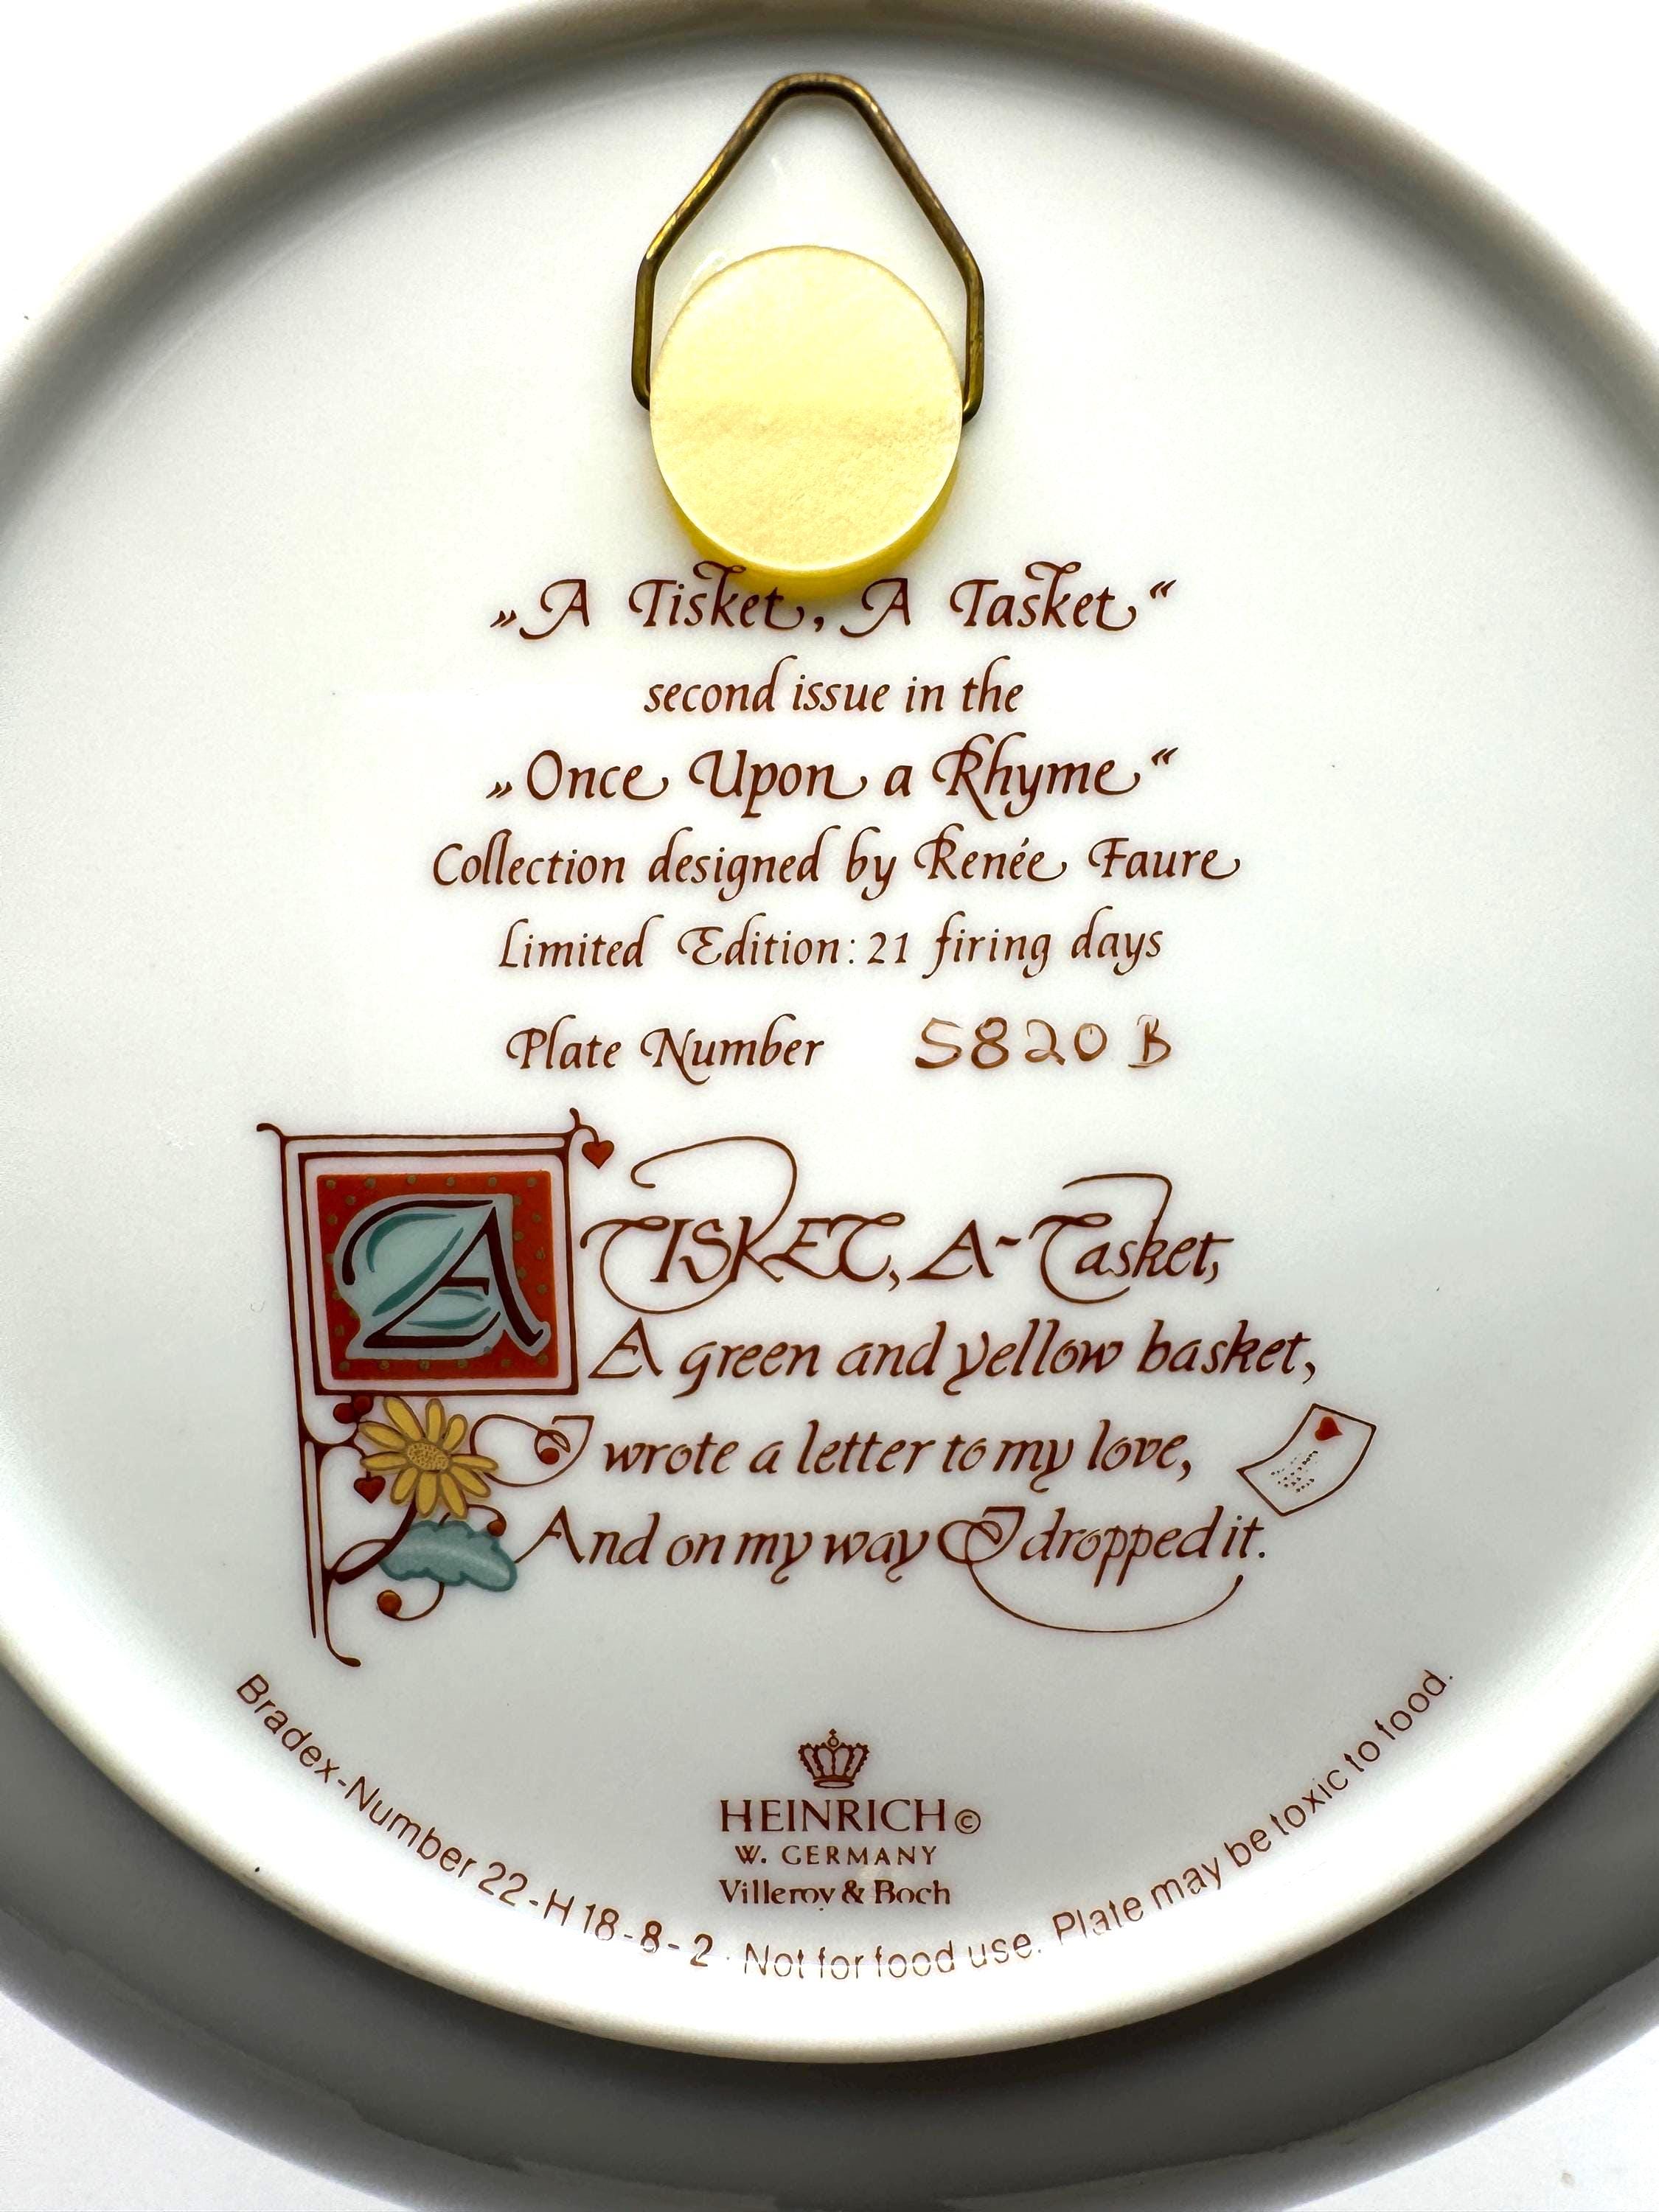 „A Tisket, A Tasket“
second issue in the
„Once Upon a Rhyme“
Collection designed by Renée Faure
Limited Edition: 21 firing days
Plate Number 5820 B
A TISKET, A-Tasket,
A green and yellow basket,
I wrote a letter to my love,
And on my way I dropped it.
HEINRICH ©
W. GERMANY
Villeroy & Boch
Bradex-Number 22-H18-8-2 · Not for food use. Plate may be toxic to food.